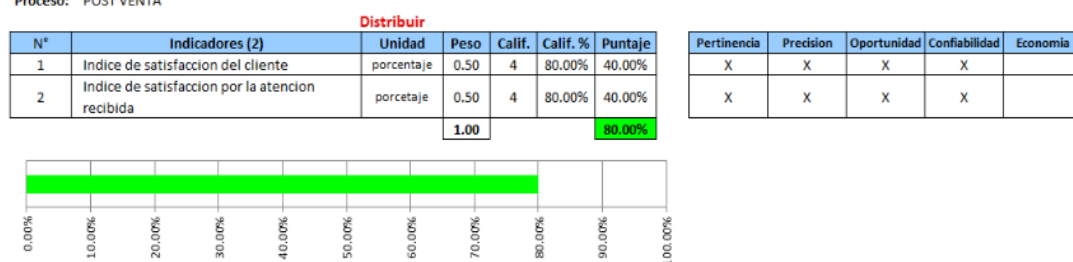 Proceso: POST VENTA
Distribuir
N° Indicadores (2) Unidad Peso Calif. Calif. % Puntaje Pertinencia Precision Oportunidad Confiabilidad Economia
1 Indice de satisfaccion del cliente porcentaje 0.50 4 80.00% 40.00% X X X X
2 Indice de satisfaccion por la atencion recibida porcetaje 0.50 4 80.00% 40.00% X X X X
1.00 80.00%
0.00% 10.00% 20.00% 30.00% 40.00% 50.00% 60.00% 70.00% 80.00% 90.00% 100.00%